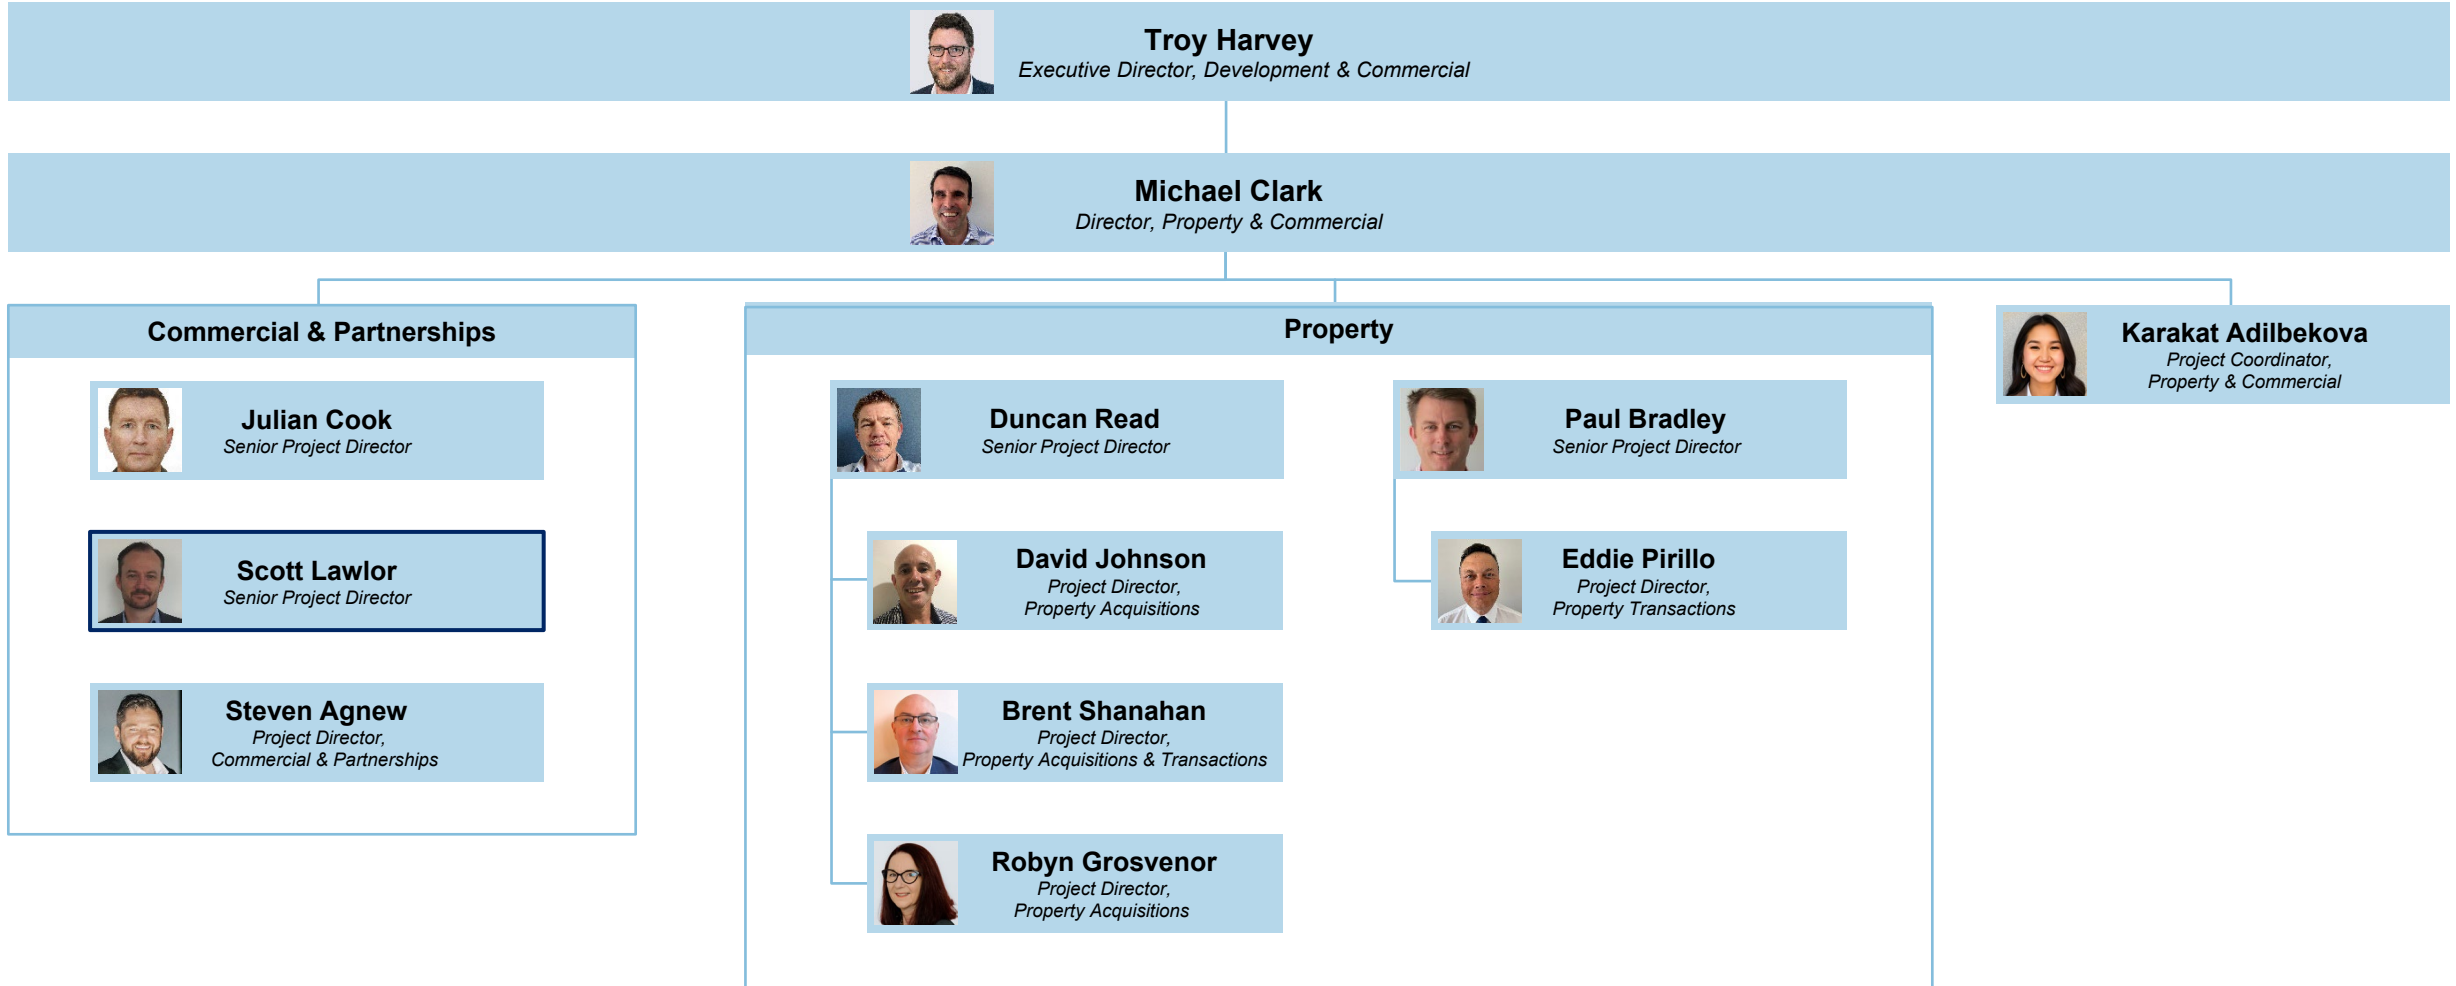 Troy Harvey
Executive Director, Development & Commercial
Michael Clark
Director, Property & Commercial
Commercial & Partnerships
Julian Cook
Senior Project Director
Scott Lawlor
Senior Project Director
Steven Agnew
Project Director,
Commercial & Partnerships
Property
Duncan Read
Senior Project Director
David Johnson
Project Director,
Property Acquisitions
Brent Shanahan
Project Director,
Property Acquisitions & Transactions
Robyn Grosvenor
Project Director,
Property Acquisitions
Paul Bradley
Senior Project Director
Eddie Pirillo
Project Director,
Property Transactions
Karakat Adilbekova
Project Coordinator,
Property & Commercial